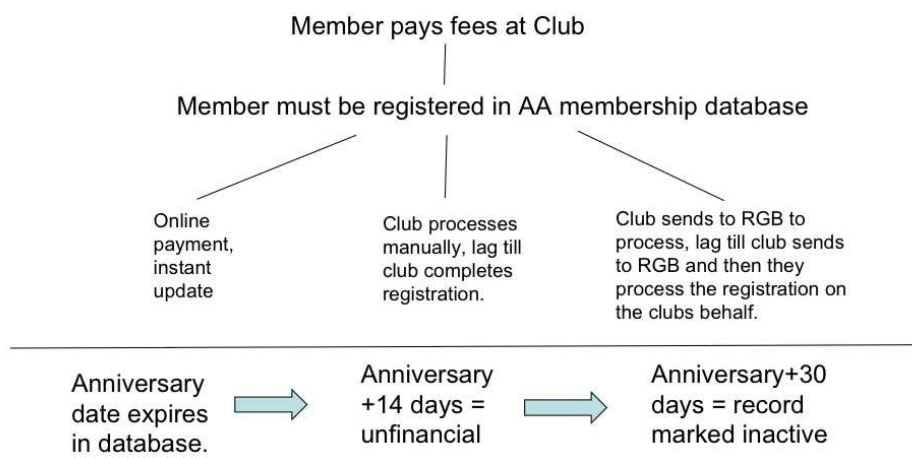 Member pays fees at Club
Member must be registered in AA membership database
Online
payment,
instant
update
Club processes
manually, lag till
club completes
registration.
Club sends to RGB to
process, lag till club sends
to RGB and then they
process the registration on
the clubs behalf.
Anniversary
date expires
in database.
Anniversary
+14 days =
unfinancial
Anniversary+30
days = record
marked inactive